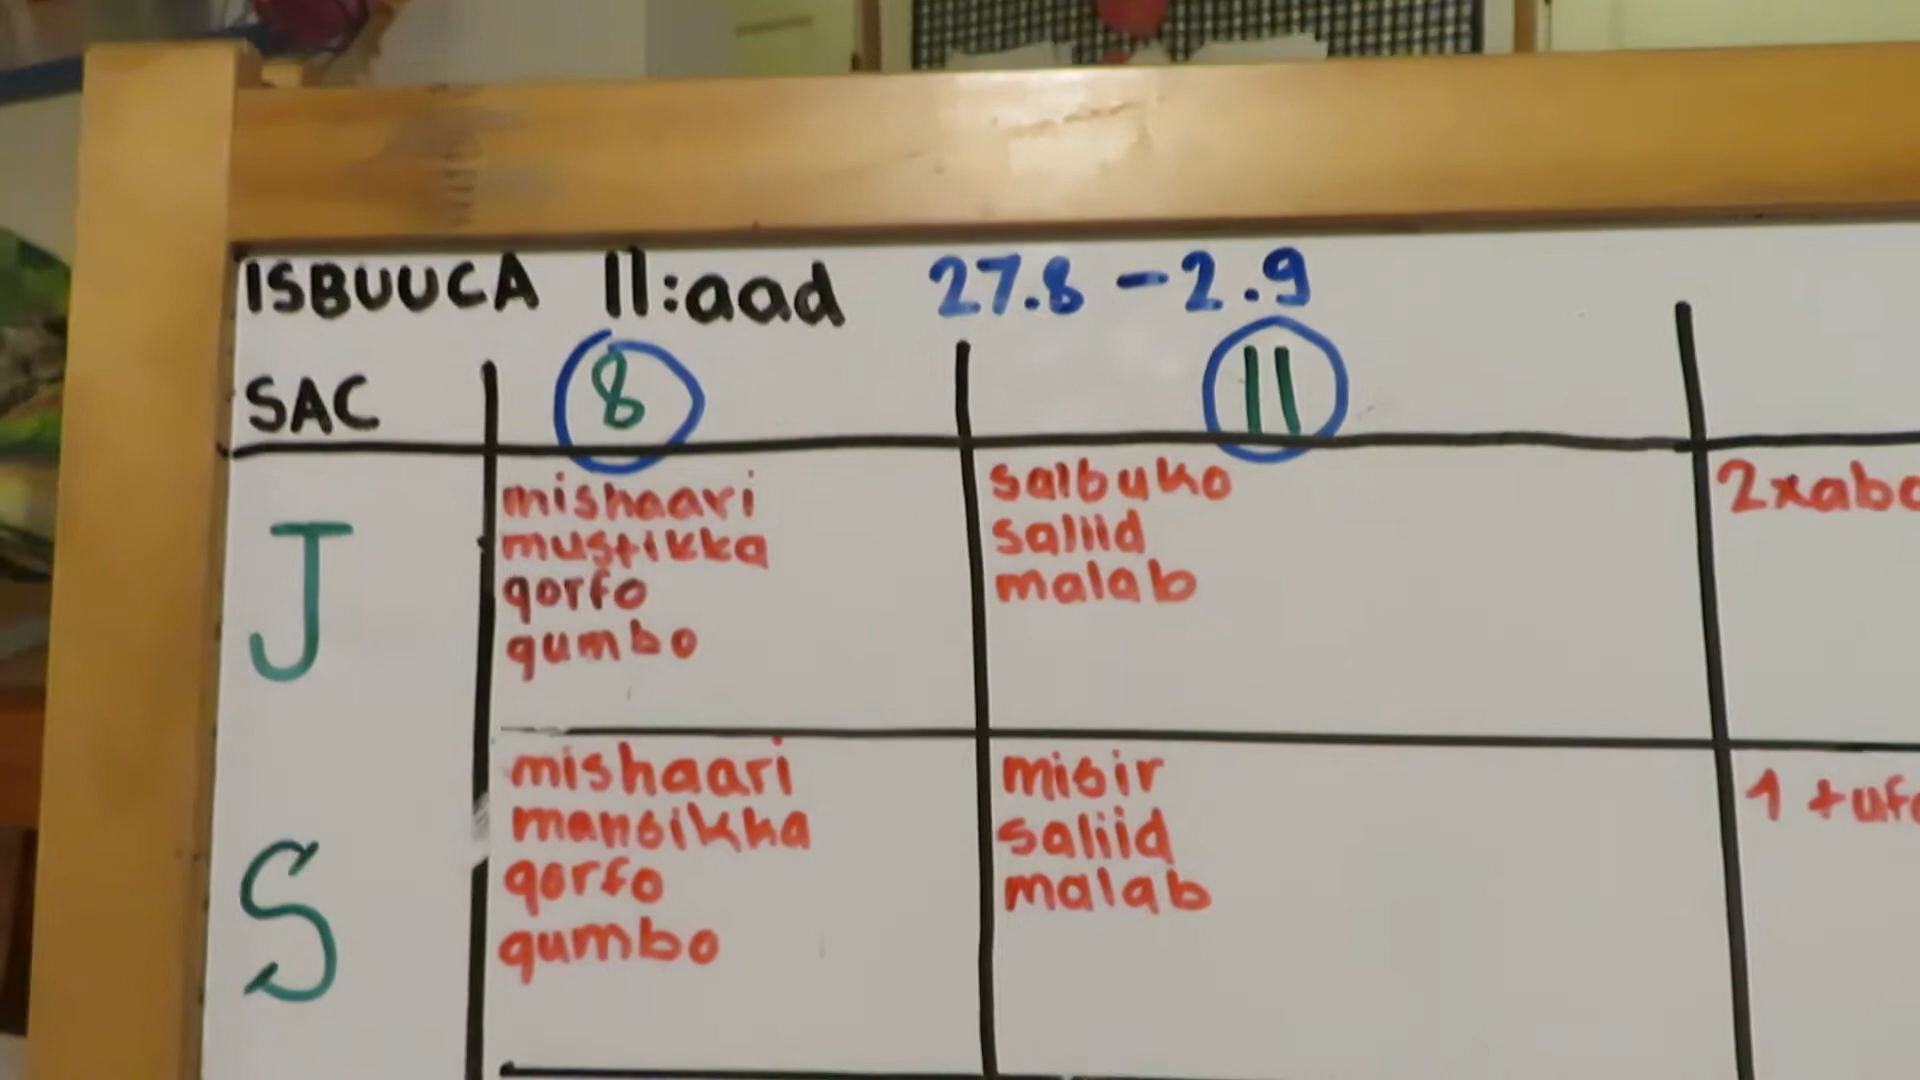 ISBUUCA 11:aad 27.8 - 2.9
SAC 8 11
J
mishaari
mustikka
qorfo
qumbo
salbuko
saliid
malab
2xabo
S
mishaari
mansikka
qorfo
qumbo
misir
saliid
malab
1 +ufa